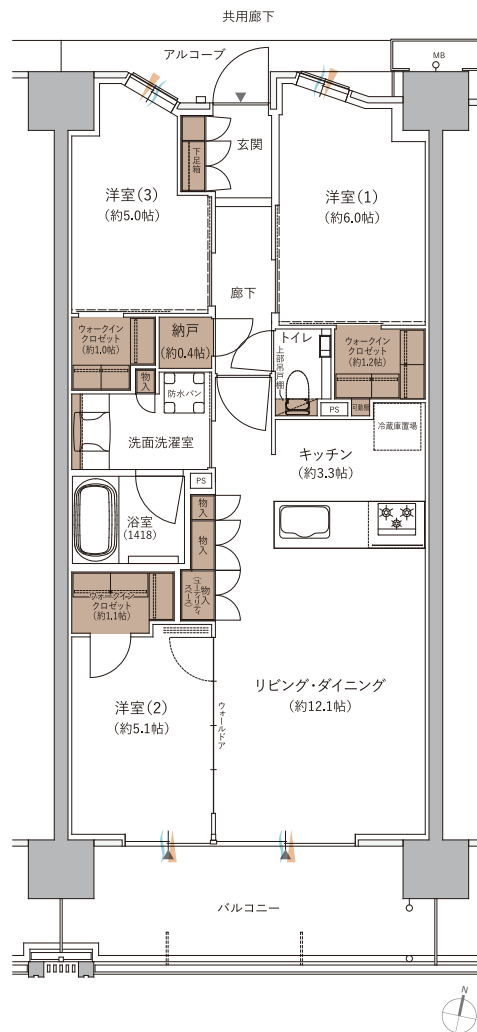 共用廊下
アルコーブ
MB
玄関
下足箱
洋室(3)
(約5.0帖)
洋室(1)
(約6.0帖)
廊下
ウォークイン
クロゼット
(約1.0帖)
納戸
(約0.4帖)
トイレ
上部吊戸棚
ウォークイン
クロゼット
(約1.2帖)
物入
防水パン
PS
可動棚
冷蔵庫置場
洗面洗濯室
キッチン
(約3.3帖)
PS
浴室
(1418)
物入
物入
物入
(ユーティリティ
スペース)
ウォークイン
クロゼット
(約1.1帖)
洋室(2)
(約5.1帖)
ウォールドア
リビング・ダイニング
(約12.1帖)
バルコニー
N